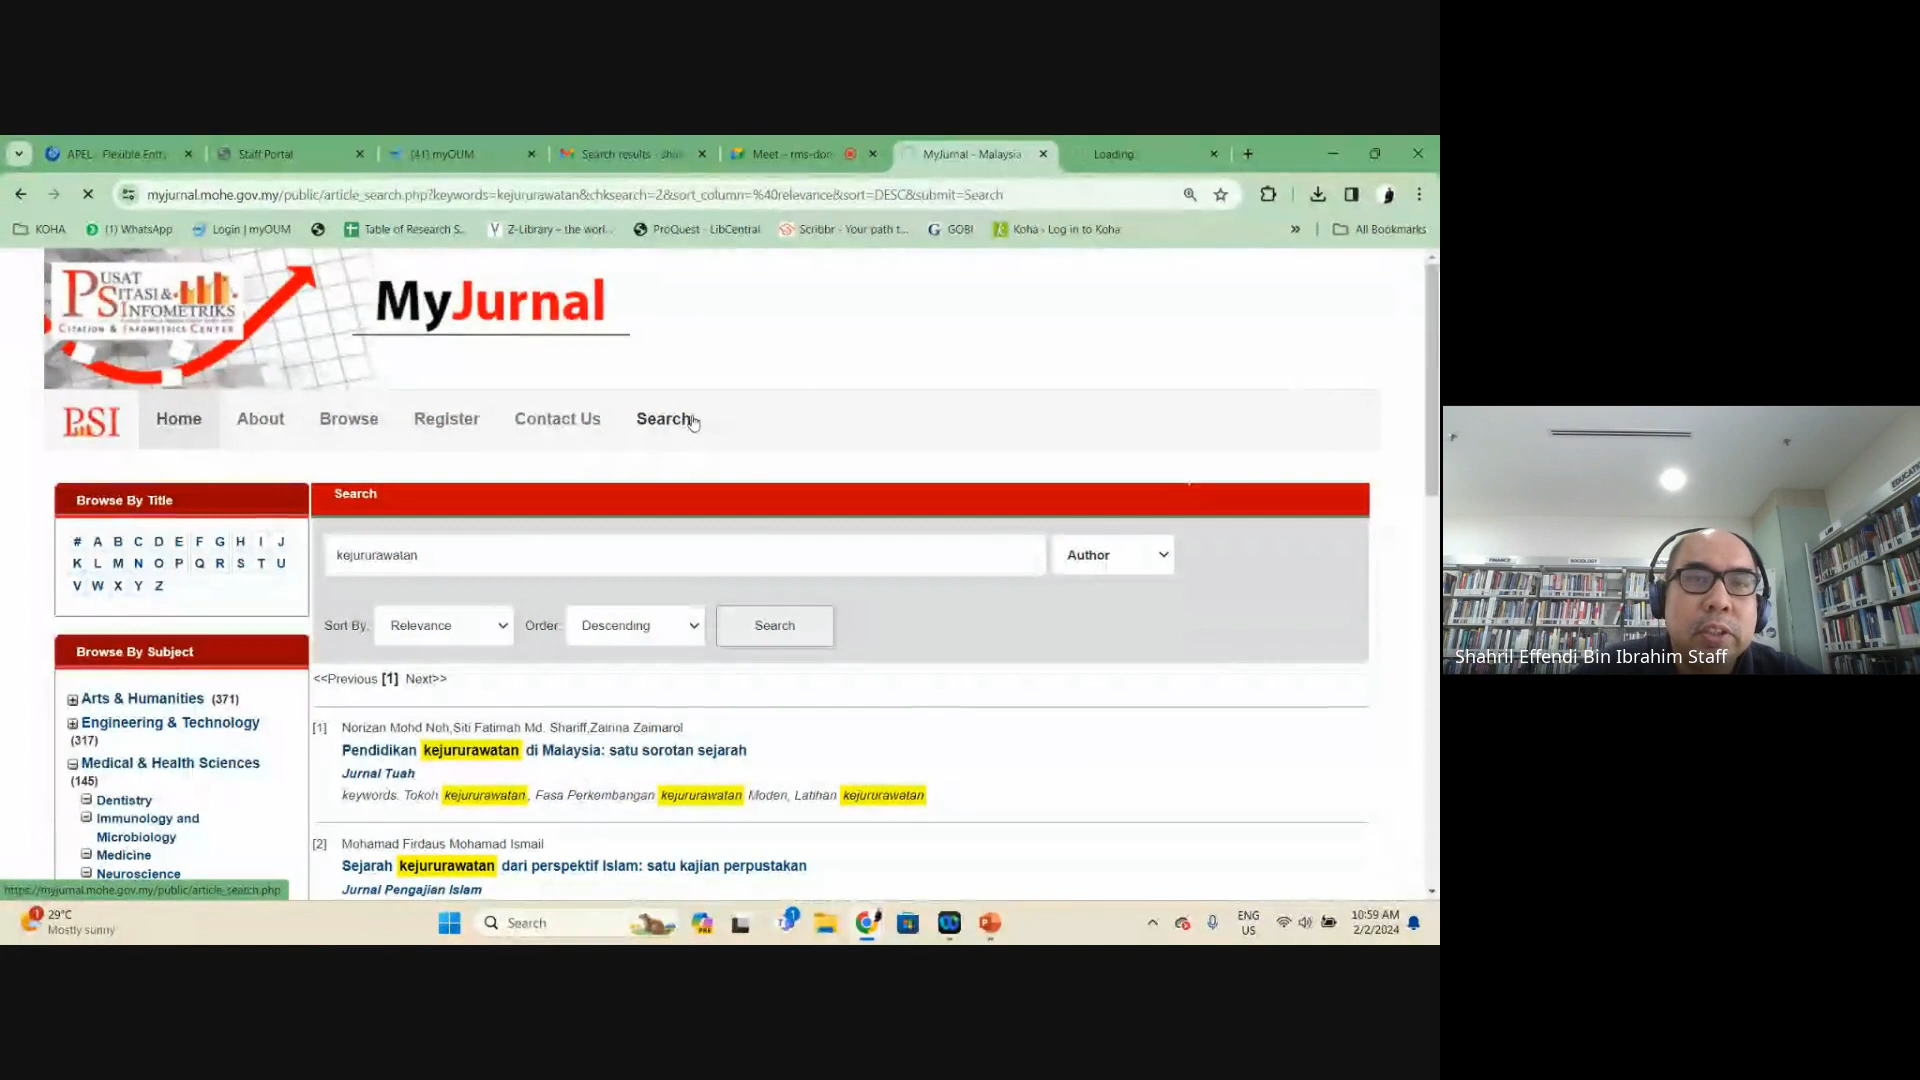 APEL - Flexible Entr
Staff Portal
(41) myOUM
Search results - shah
Meet – rms-don
MyJurnal - Malaysia
Loading
myjurnal.mohe.gov.my/public/article_search.php?keywords=kejururawatan&chksearch=2&sort_column=%40relevance&sort=DESC&submit=Search
KOHA
(1) WhatsApp
Login | myOUM
Table of Research S...
Z-Library – the worl...
ProQuest - LibCentral
Scribbr - Your path t...
GOBI
Koha › Log in to Koha
»
All Bookmarks
PUSAT
SITASI &
INFOMETRIKS
CITATION & INFOMETRICS CENTER
MyJurnal
PSI
Home
About
Browse
Register
Contact Us
Search
Browse By Title
# A B C D E F G H I J
K L M N O P Q R S T U
V W X Y Z
Browse By Subject
Arts & Humanities (371)
Engineering & Technology
(317)
Medical & Health Sciences
(145)
Dentistry
Immunology and
Microbiology
Medicine
Neuroscience
Search
kejururawatan
Author
Sort By: Relevance
Order: Descending
Search
<<Previous [1] Next>>
[1] Norizan Mohd Noh,Siti Fatimah Md. Shariff,Zairina Zaimarol
Pendidikan kejururawatan di Malaysia: satu sorotan sejarah
Jurnal Tuah
keywords: Tokoh kejururawatan, Fasa Perkembangan kejururawatan Moden, Latihan kejururawatan
[2] Mohamad Firdaus Mohamad Ismail
Sejarah kejururawatan dari perspektif Islam: satu kajian perpustakan
Jurnal Pengajian Islam
https://myjurnal.mohe.gov.my/public/article_search.php
1
29°C
Mostly sunny
Search
PRE
1
ENG
US
10:59 AM
2/2/2024
FINANCE
SOCIOLOGY
LAW
EDUCATION
Shahril Effendi Bin Ibrahim Staff